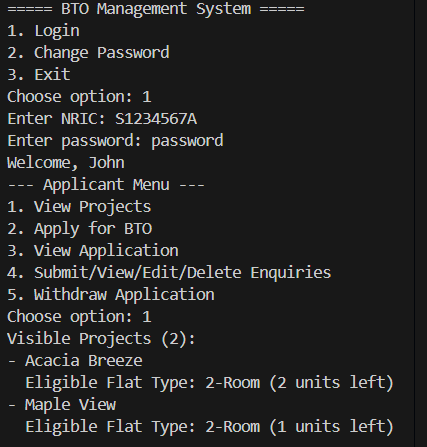 ===== BTO Management System =====
1. Login
2. Change Password
3. Exit
Choose option: 1
Enter NRIC: S1234567A
Enter password: password
Welcome, John
--- Applicant Menu ---
1. View Projects
2. Apply for BTO
3. View Application
4. Submit/View/Edit/Delete Enquiries
5. Withdraw Application
Choose option: 1
Visible Projects (2):
- Acacia Breeze
  Eligible Flat Type: 2-Room (2 units left)
- Maple View
  Eligible Flat Type: 2-Room (1 units left)